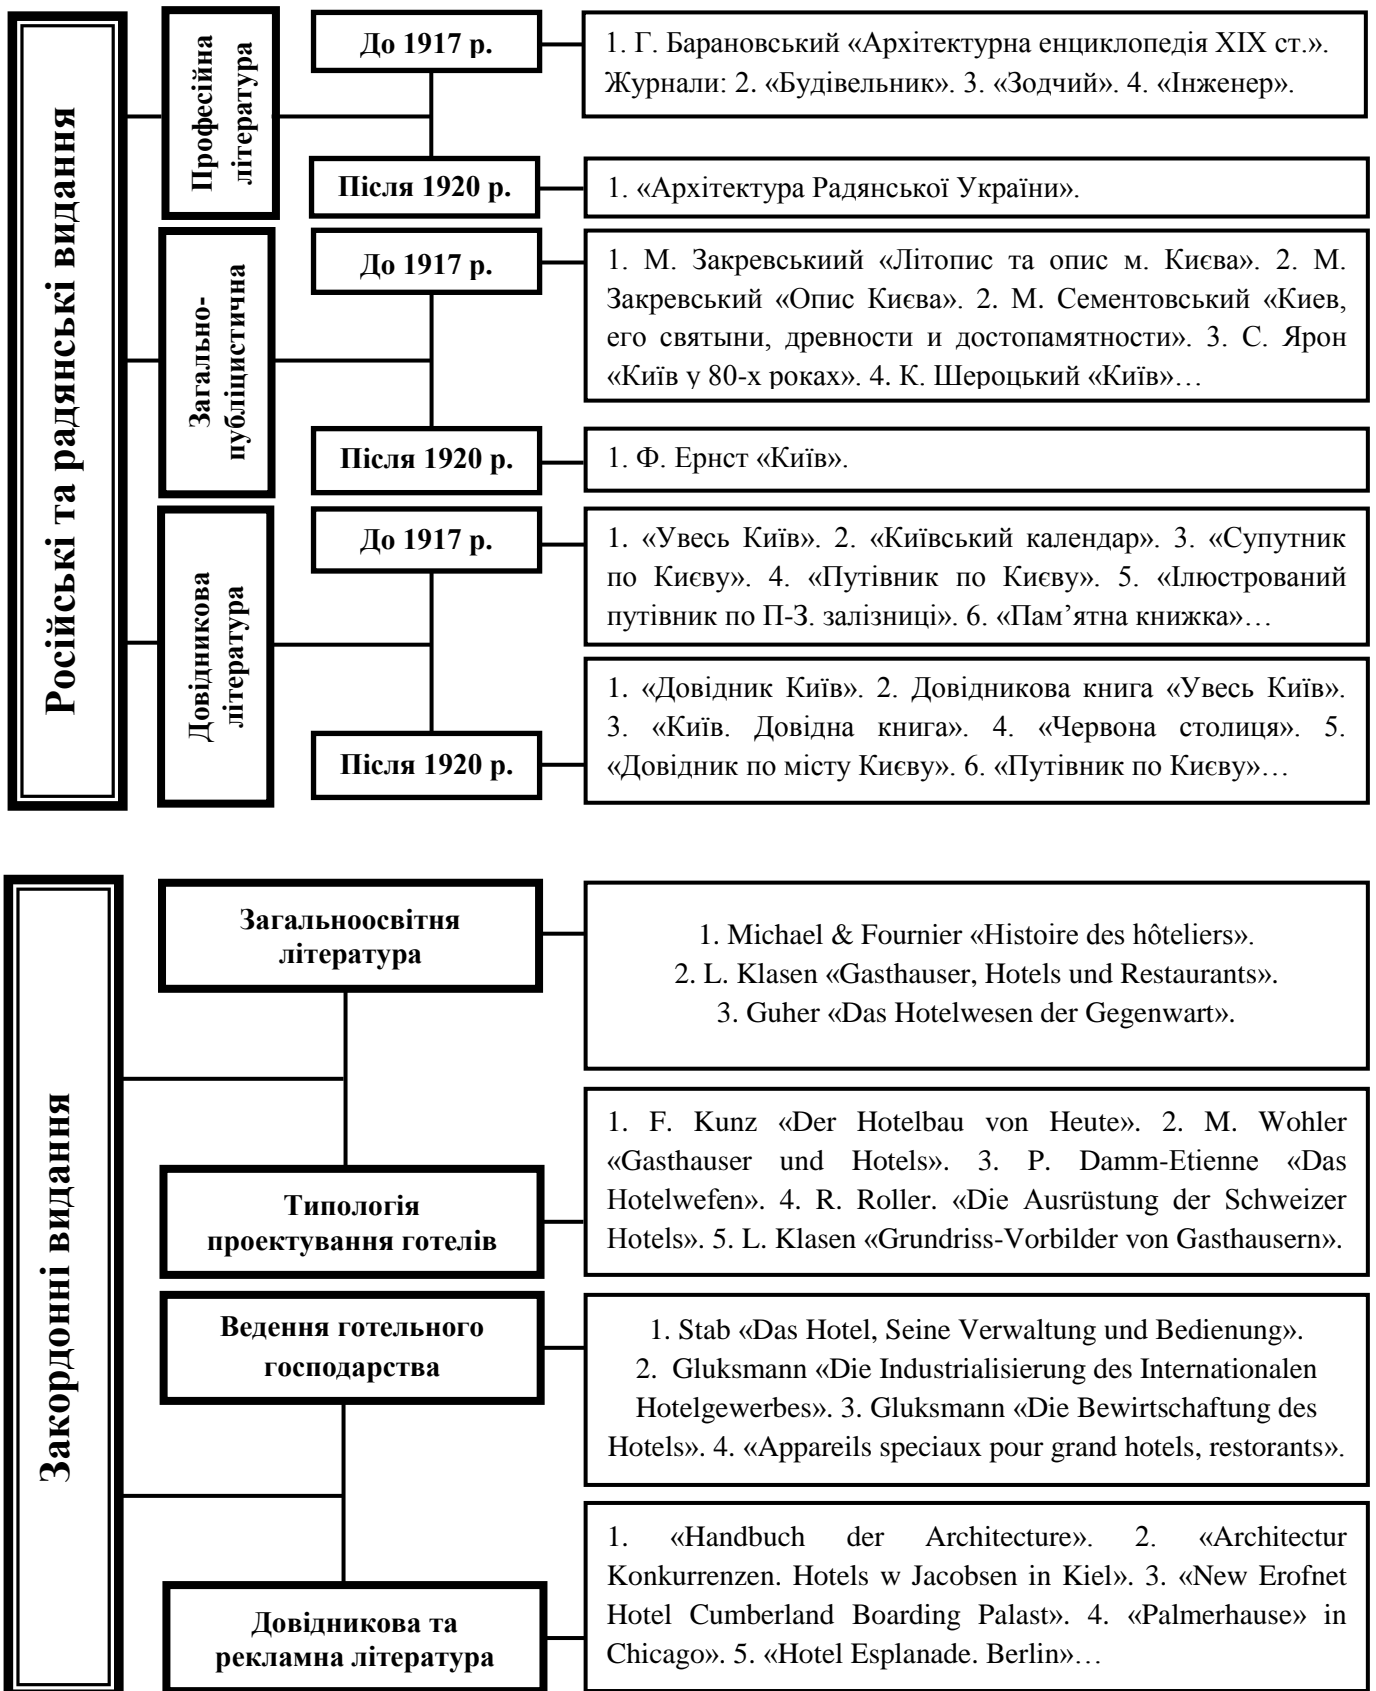 Російські та радянські видання
Професійна
література
До 1917 р.
1. Г. Барановський «Архітектурна енциклопедія ХІХ ст.».
Журнали: 2. «Будівельник». 3. «Зодчий». 4. «Інженер».
Після 1920 р.
1. «Архітектура Радянської України».
Загально-
публіцистична
До 1917 р.
1. М. Закревськиий «Літопис та опис м. Києва». 2. М.
Закревський «Опис Києва». 2. М. Сементовський «Киев,
его святыни, древности и достопамятности». 3. С. Ярон
«Київ у 80-х роках». 4. К. Шероцький «Київ»…
Після 1920 р.
1. Ф. Ернст «Київ».
Довідникова
література
До 1917 р.
1. «Увесь Київ». 2. «Київський календар». 3. «Супутник
по Києву». 4. «Путівник по Києву». 5. «Ілюстрований
путівник по П-З. залізниці». 6. «Пам’ятна книжка»…
Після 1920 р.
1. «Довідник Київ». 2. Довідникова книга «Увесь Київ».
3. «Київ. Довідна книга». 4. «Червона столиця». 5.
«Довідник по місту Києву». 6. «Путівник по Києву»…
Закордонні видання
Загальноосвітня
література
1. Michael & Fournier «Histoire des hôteliers».
2. L. Klasen «Gasthauser, Hotels und Restaurants».
3. Guher «Das Hotelwesen der Gegenwart».
Типологія
проектування готелів
1. F. Kunz «Der Hotelbau von Heute». 2. M. Wohler
«Gasthauser und Hotels». 3. P. Damm-Etienne «Das
Hotelwefen». 4. R. Roller. «Die Ausrüstung der Schweizer
Hotels». 5. L. Klasen «Grundriss-Vorbilder von Gasthausern».
Ведення готельного
господарства
1. Stab «Das Hotel, Seine Verwaltung und Bedienung».
2. Gluksmann «Die Industrialisierung des Internationalen
Hotelgewerbes». 3. Gluksmann «Die Bewirtschaftung des
Hotels». 4. «Appareils speciaux pour grand hotels, restorants».
Довідникова та
рекламна література
1. «Handbuch der Architecture». 2. «Architectur
Konkurrenzen. Hotels w Jacobsen in Kiel». 3. «New Erofnet
Hotel Cumberland Boarding Palast». 4. «Palmerhause» in
Chicago». 5. «Hotel Esplanade. Berlin»…